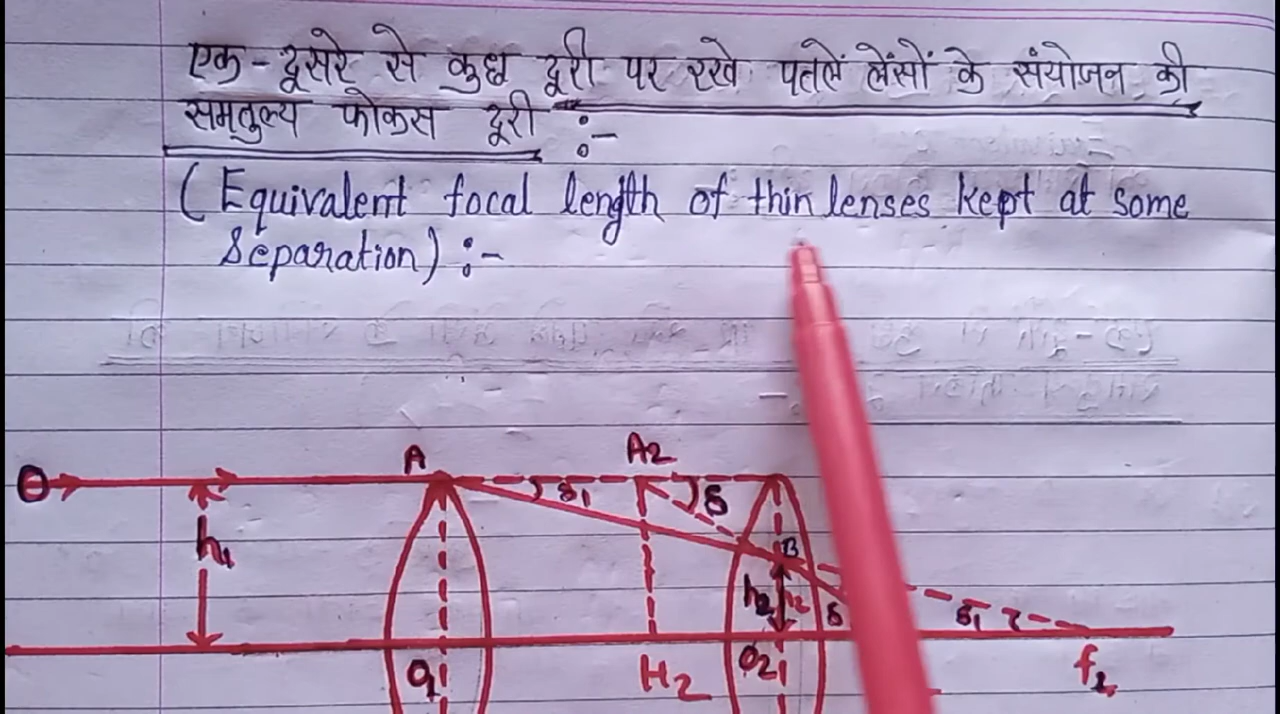 एक-दूसरे से कुछ दूरी पर रखे पतलें लेंसों के संयोजन की
समतुल्य फोकस दूरी :-
(Equivalent focal length of thin lenses kept at some
Separation) :-
A A2
θ δ1 δ
h1 B
h2 h2 δ δ1
O1 H2 O2 f2